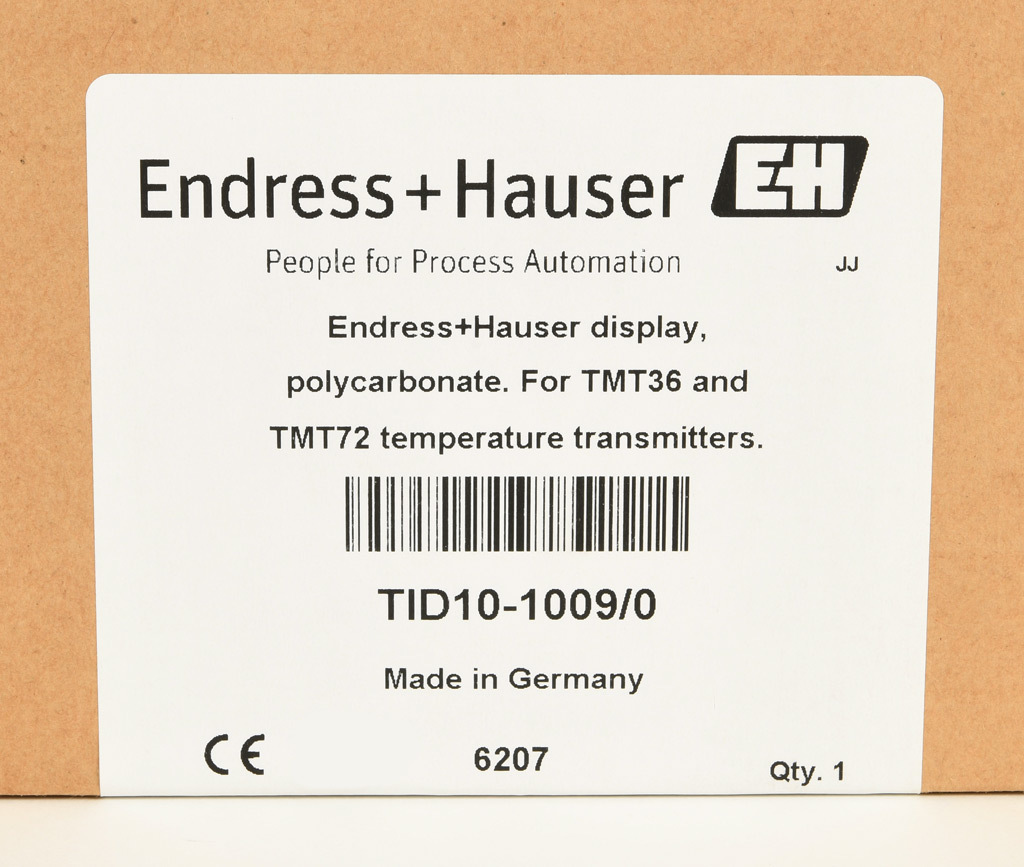 Endress+Hauser EH
People for Process Automation JJ
Endress+Hauser display,
polycarbonate. For TMT36 and
TMT72 temperature transmitters.
TID10-1009/0
Made in Germany
CE 6207 Qty. 1